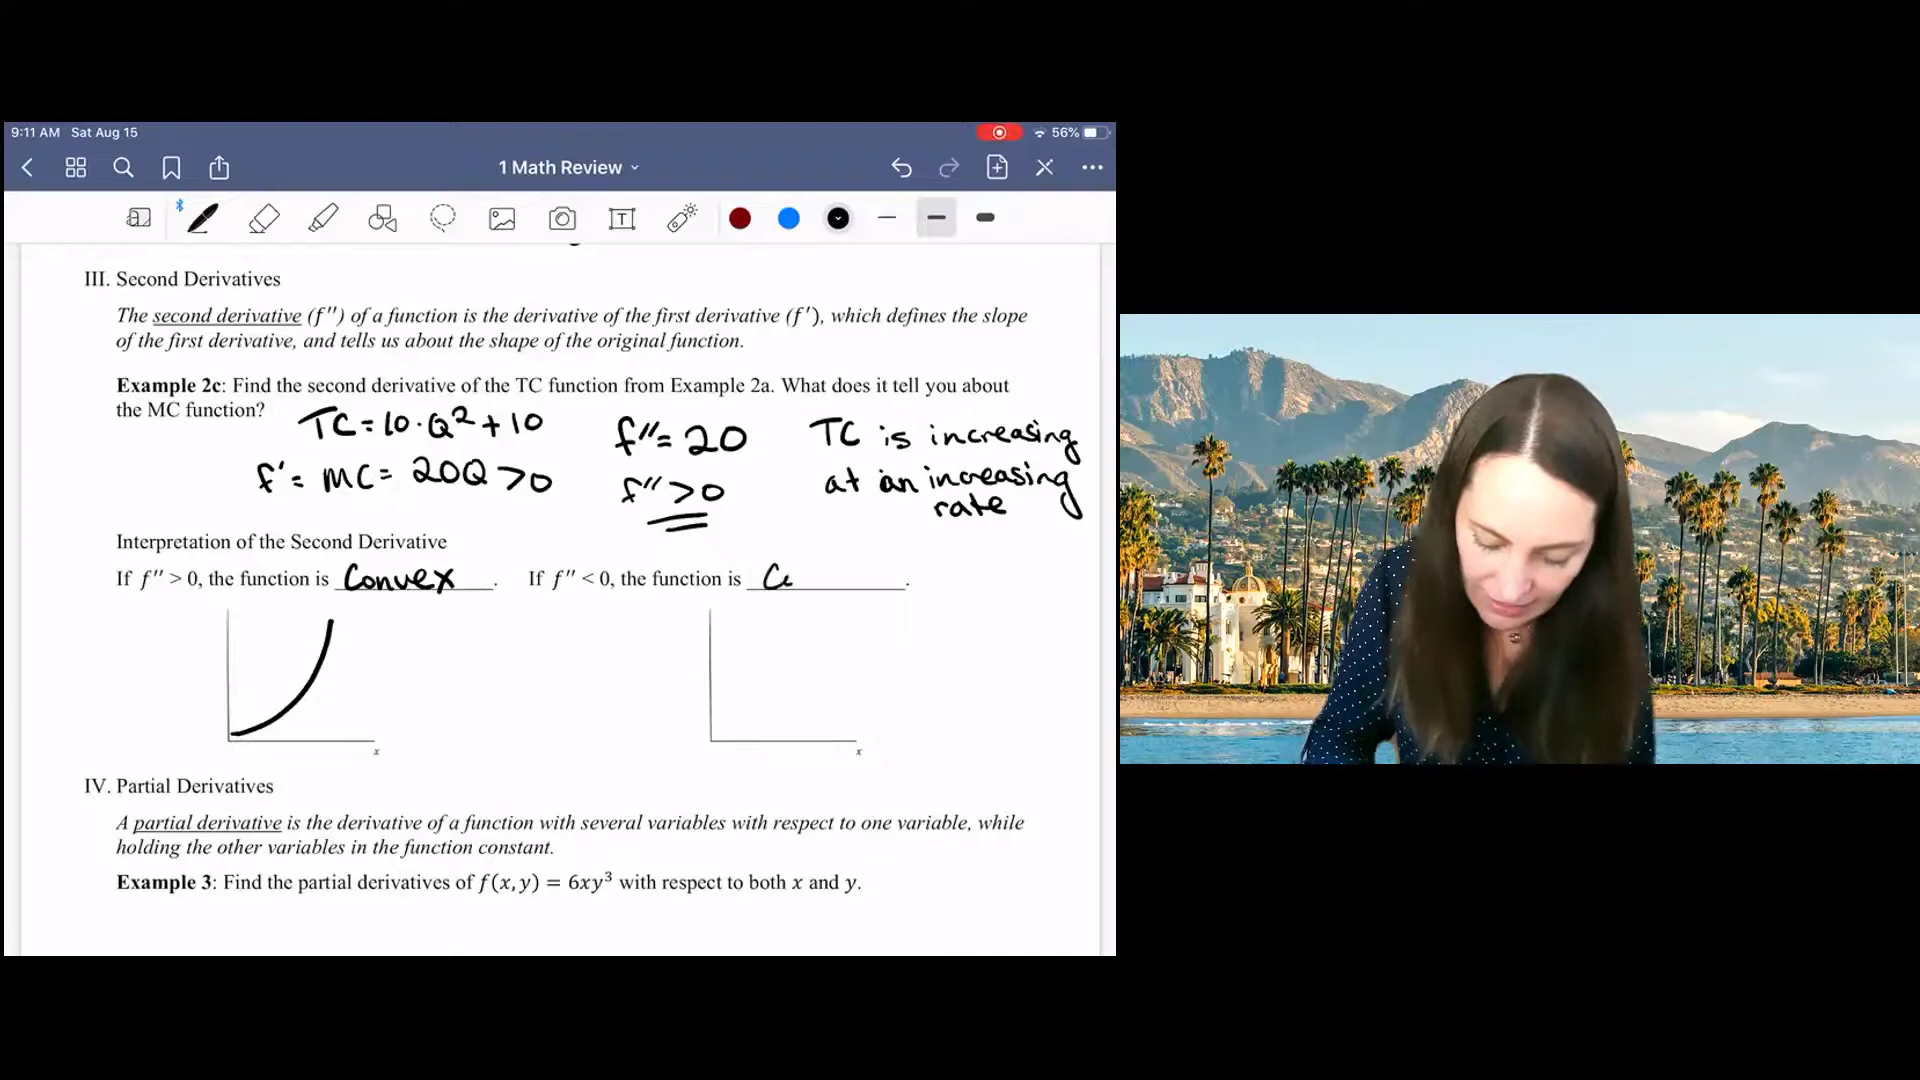 9:11 AM Sat Aug 15
56%
1 Math Review
III. Second Derivatives
The second derivative (f″) of a function is the derivative of the first derivative (f′), which defines the slope
of the first derivative, and tells us about the shape of the original function.
Example 2c: Find the second derivative of the TC function from Example 2a. What does it tell you about
the MC function?
TC = 10·Q² + 10
f' = MC = 20Q > 0
f'' = 20
f'' > 0
TC is increasing
at an increasing
rate
Interpretation of the Second Derivative
If f″ > 0, the function is convex.
If f″ < 0, the function is Co.
x
x
IV. Partial Derivatives
A partial derivative is the derivative of a function with several variables with respect to one variable, while
holding the other variables in the function constant.
Example 3: Find the partial derivatives of f(x, y) = 6xy³ with respect to both x and y.